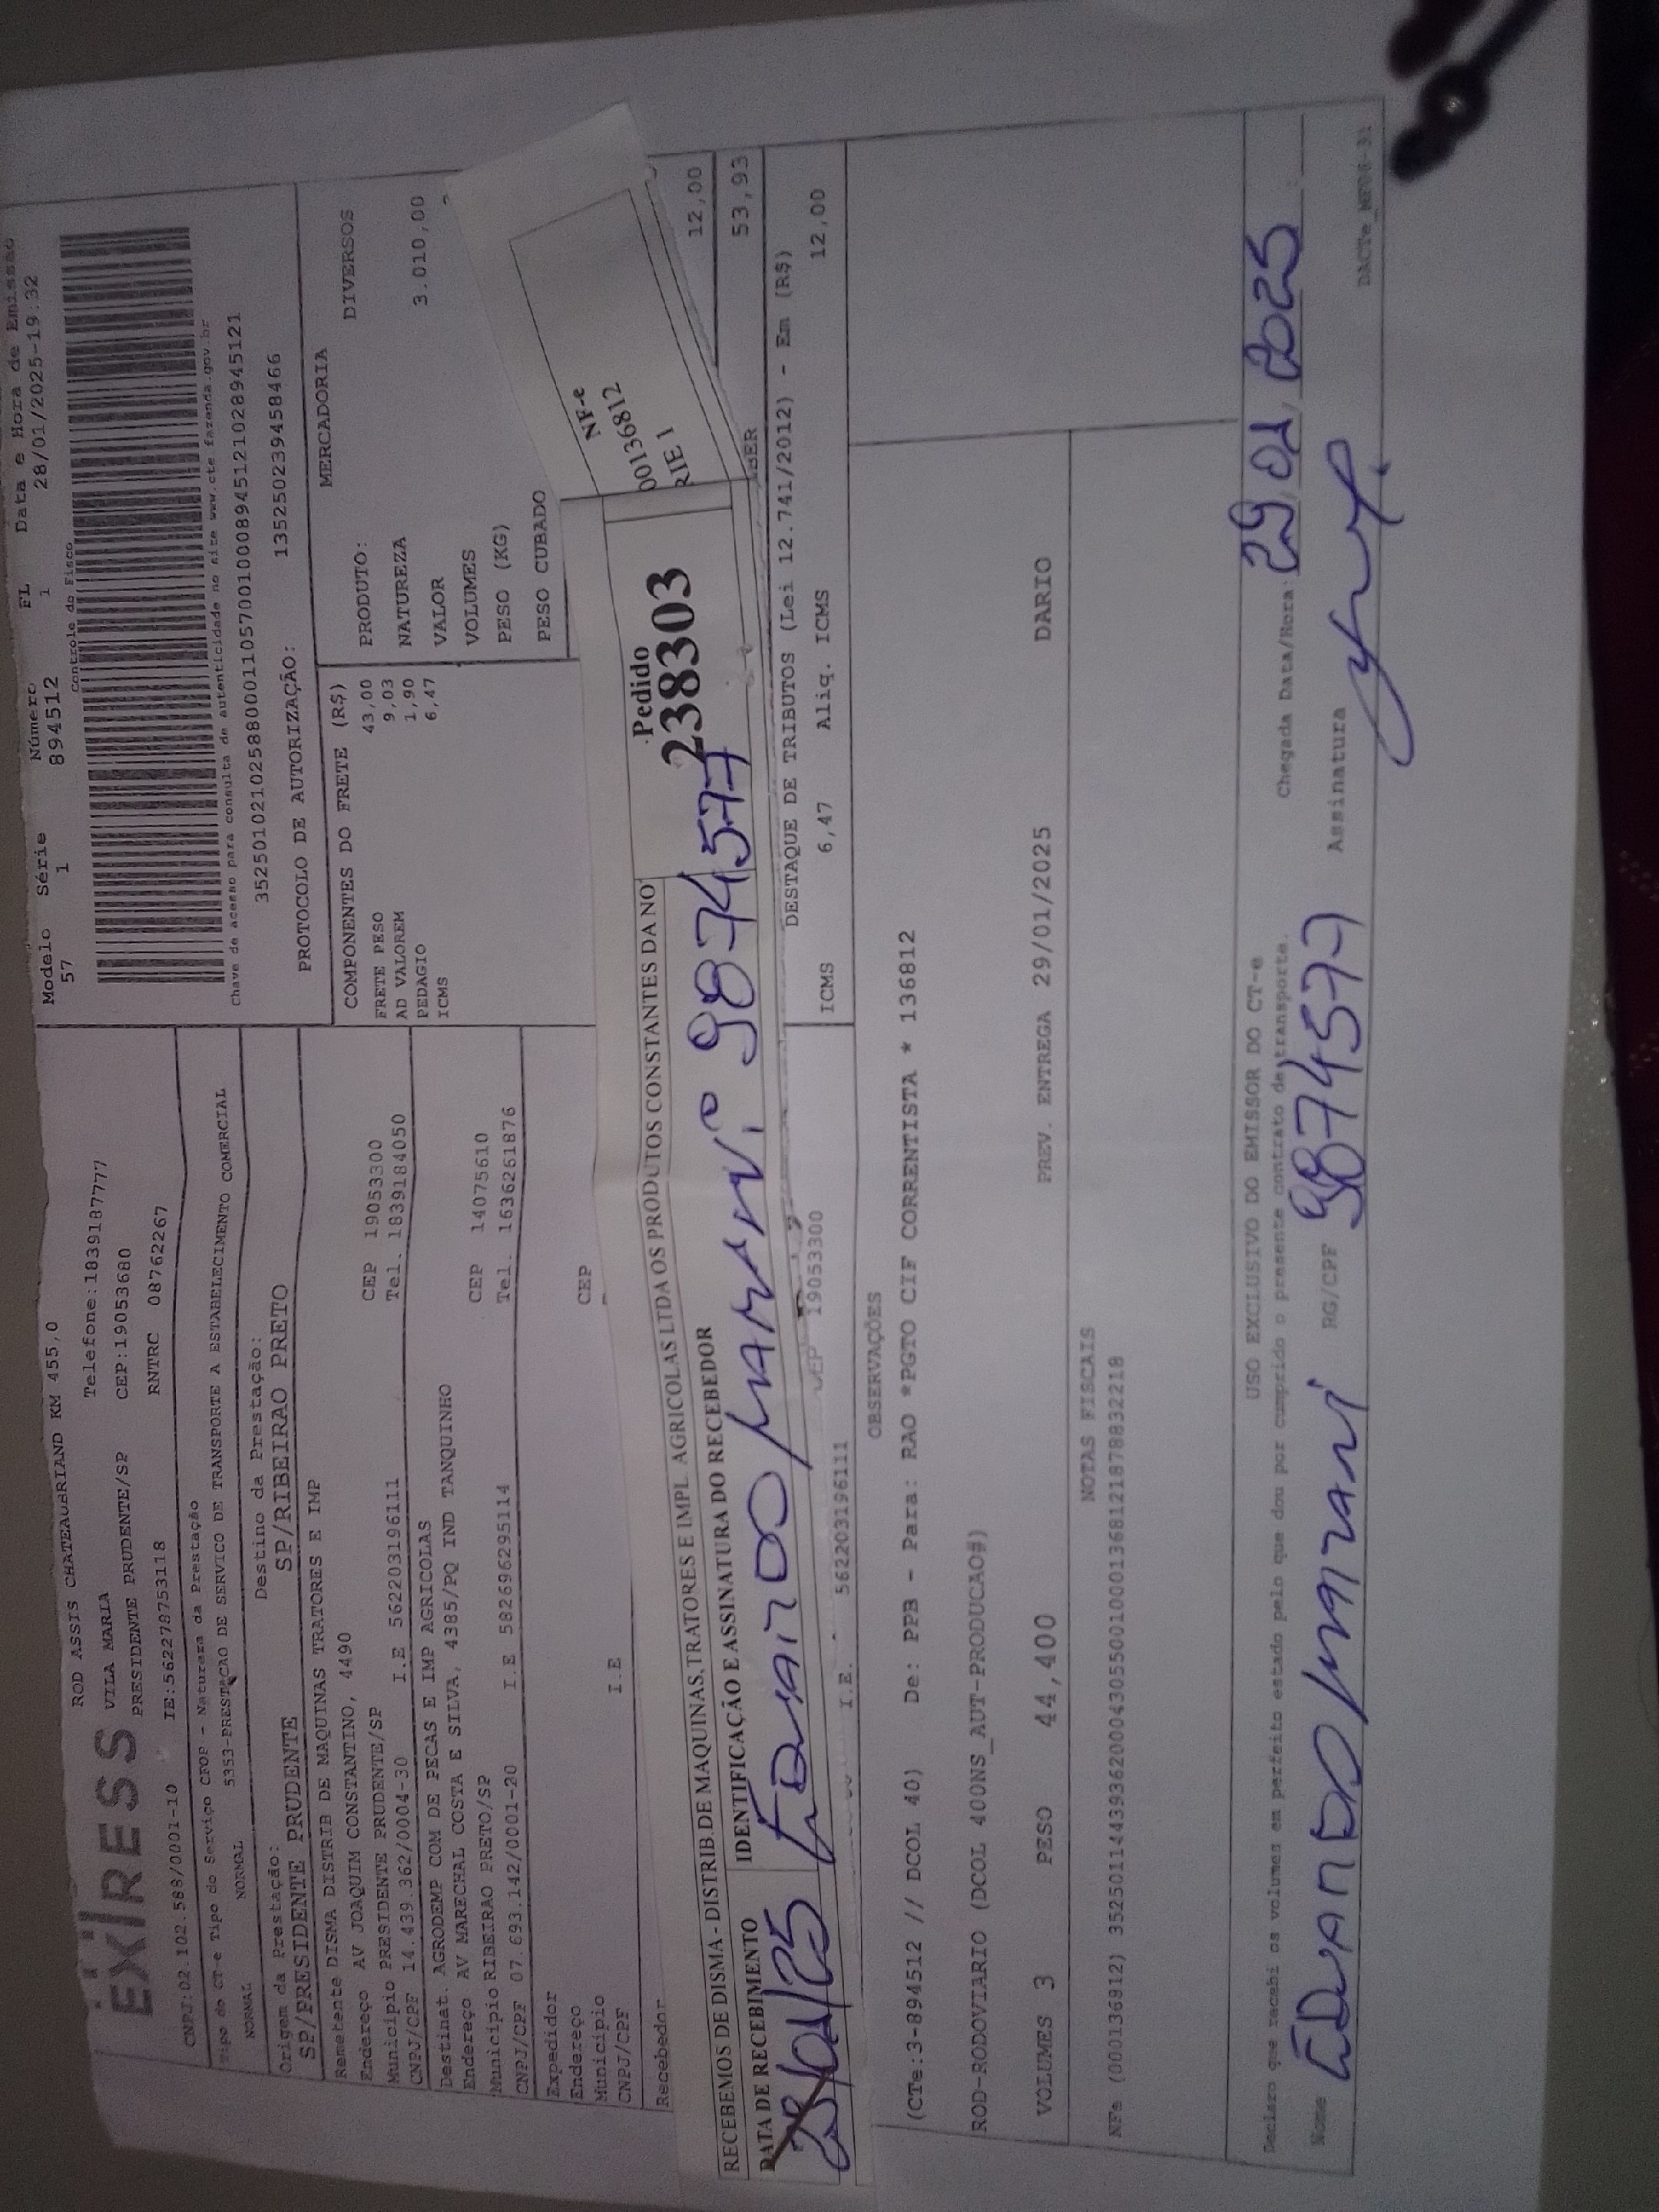 EXPRESS
ROD ASSIS CHATEAUBRIAND KM 455,0
Telefone:1839187777
VILA MARIA
CEP:19053680
PRESIDENTE PRUDENTE/SP
CNPJ:02.102.588/0001-10 IE:562278753118 RNTRC 08762267
Modelo Série Número FL Data e Hora de Emissão
57 1 894512 1 28/01/2025-19:32
Controle do Fisco
Chave de acesso para consulta de autenticidade no site www.cte.fazenda.gov.br
35250102102588000110570010008945121028945121
PROTOCOLO DE AUTORIZAÇÃO: 135250239458466
Tipo do CT-e Tipo do Serviço CFOP - Natureza da Prestação
NORMAL NORMAL 5353-PRESTACAO DE SERVICO DE TRANSPORTE A ESTABELECIMENTO COMERCIAL
Origem da Prestação: Destino da Prestação:
SP/PRESIDENTE PRUDENTE SP/RIBEIRAO PRETO
Remetente DISMA DISTRIB DE MAQUINAS TRATORES E IMP
Endereço AV JOAQUIM CONSTANTINO, 4490 CEP 19053300
Município PRESIDENTE PRUDENTE/SP Tel. 1839184050
CNPJ/CPF 14.439.362/0004-30 I.E 562203196111
Destinat. AGRODEMP COM DE PECAS E IMP AGRICOLAS
Endereço AV MARECHAL COSTA E SILVA, 4385/PQ IND TANQUINHO CEP 14075610
Município RIBEIRAO PRETO/SP Tel. 1636261876
CNPJ/CPF 07.693.142/0001-20 I.E 582696295114
Expedidor
Endereço CEP
Município
CNPJ/CPF I.E
Recebedor
COMPONENTES DO FRETE (R$)
FRETE PESO 43,00
AD VALOREM 9,03
PEDAGIO 1,90
ICMS 6,47
MERCADORIA
PRODUTO: DIVERSOS
NATUREZA
VALOR 3.010,00
VOLUMES
PESO (KG)
PESO CUBADO
RECEBEMOS DE DISMA - DISTRIB.DE MAQUINAS,TRATORES E IMPL. AGRICOLAS LTDA OS PRODUTOS CONSTANTES DA NO
DATA DE RECEBIMENTO IDENTIFICAÇÃO E ASSINATURA DO RECEBEDOR
Pedido
238303
NF-e
00136812
RIE 1
9874577
12,00
53,93
I.E. 562203196111 CEP 19053300
DESTAQUE DE TRIBUTOS (Lei 12.741/2012) - Em (R$)
ICMS 6,47 Aliq. ICMS 12,00
OBSERVAÇÕES
(CTe:3-894512 // DCOL 40) De: PPB - Para: RAO *PGTO CIF CORRENTISTA * 136812
ROD-RODOVIARIO (DCOL 400NS_AUT-PRODUCAO#)
VOLUMES 3 PESO 44,400 PREV. ENTREGA 29/01/2025 DARIO
NOTAS FISCAIS
NFs (000136812) 35250114439362000430550010001368121878832218
USO EXCLUSIVO DO EMISSOR DO CT-e
Declaro que recebi os volumes em perfeito estado pelo que dou por cumprido o presente contrato de transporte.
Chegada Data/Hora: 29/01/2025
Nome RG/CPF 9874577 Assinatura